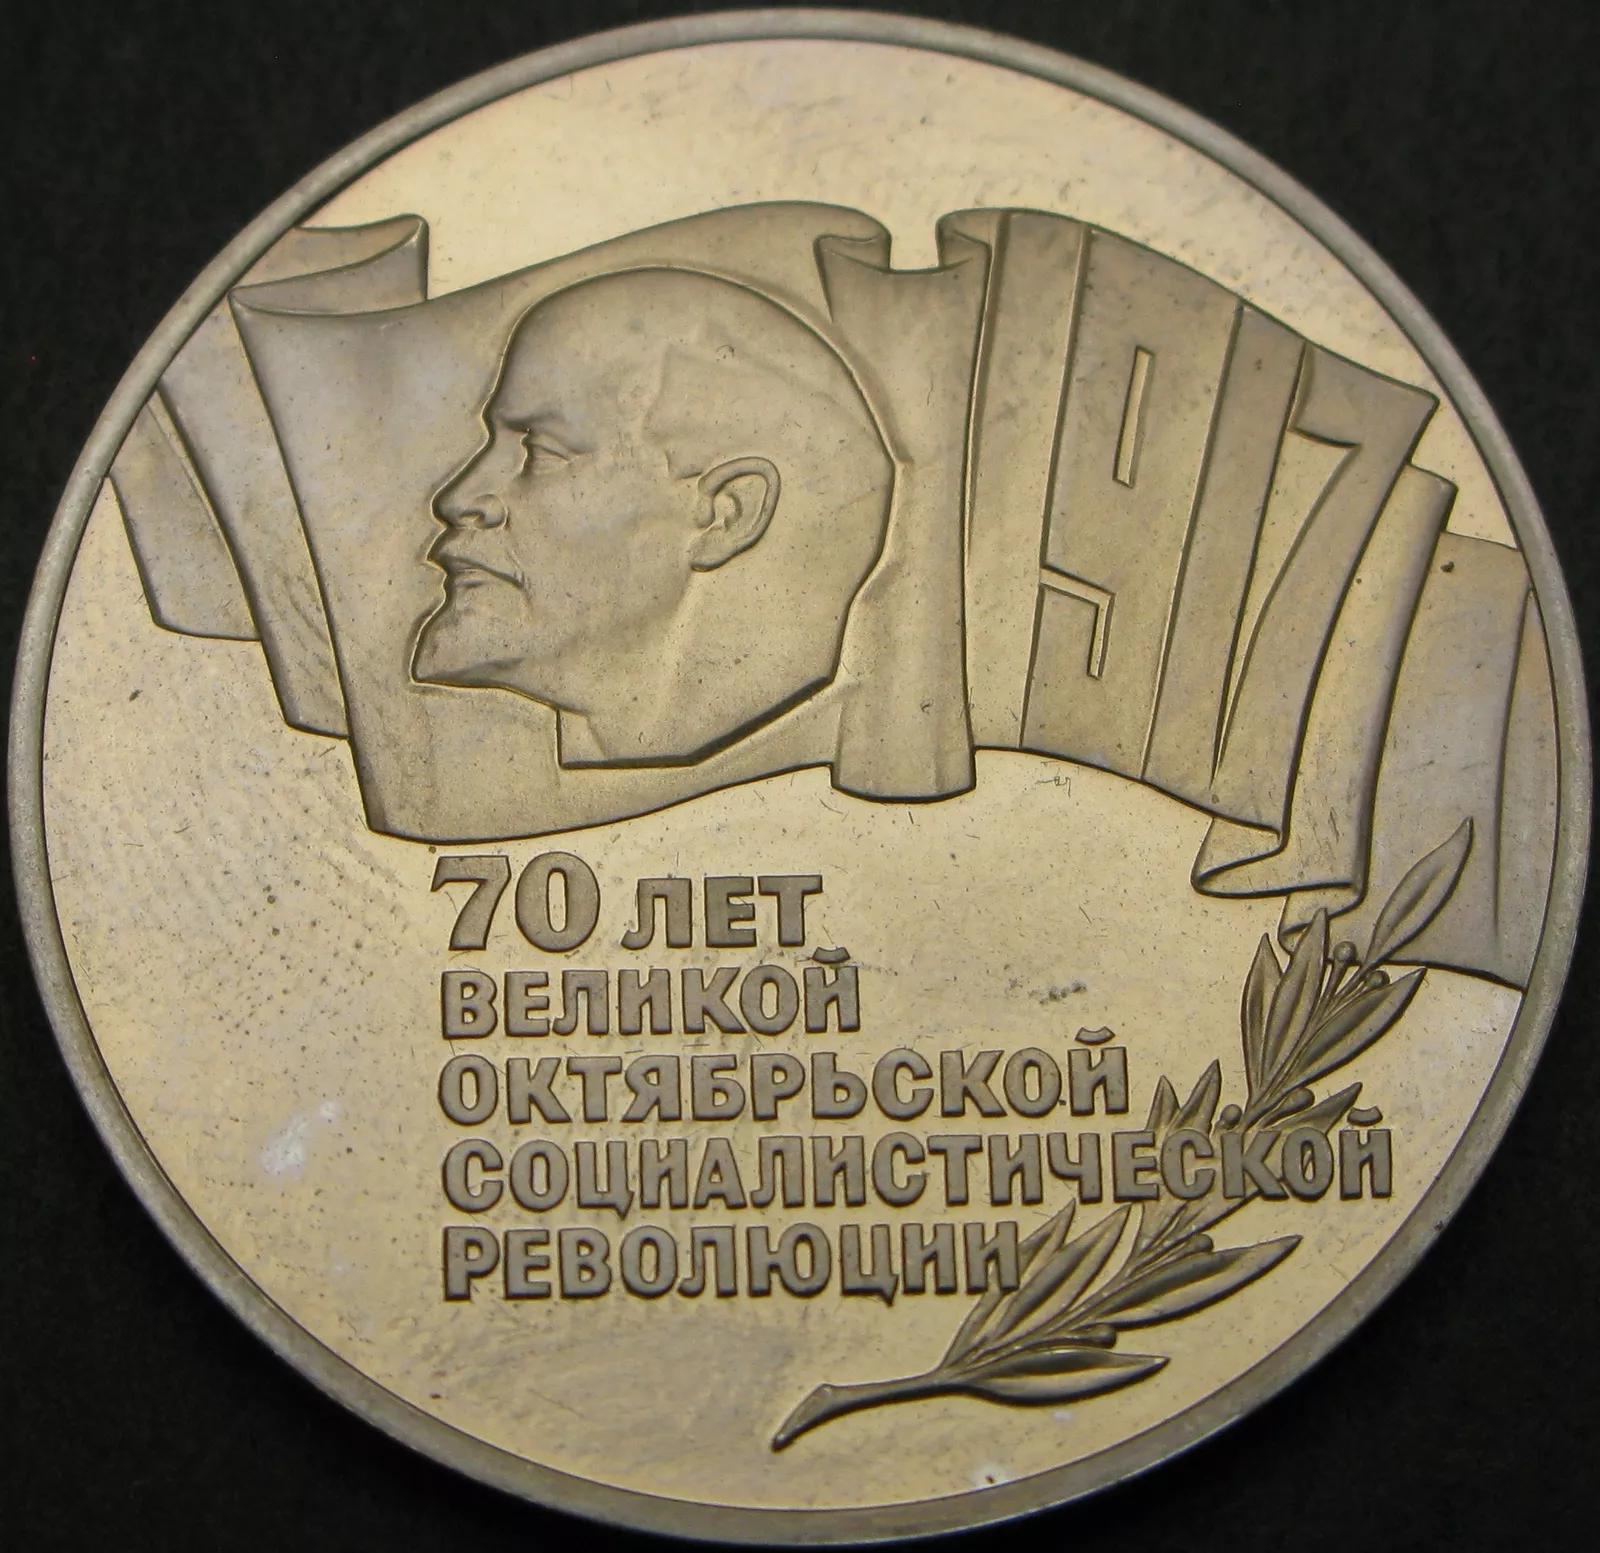 1917
70 ЛЕТ
ВЕЛИКОЙ
ОКТЯБРЬСКОЙ
СОЦИАЛИСТИЧЕСКОЙ
РЕВОЛЮЦИИ